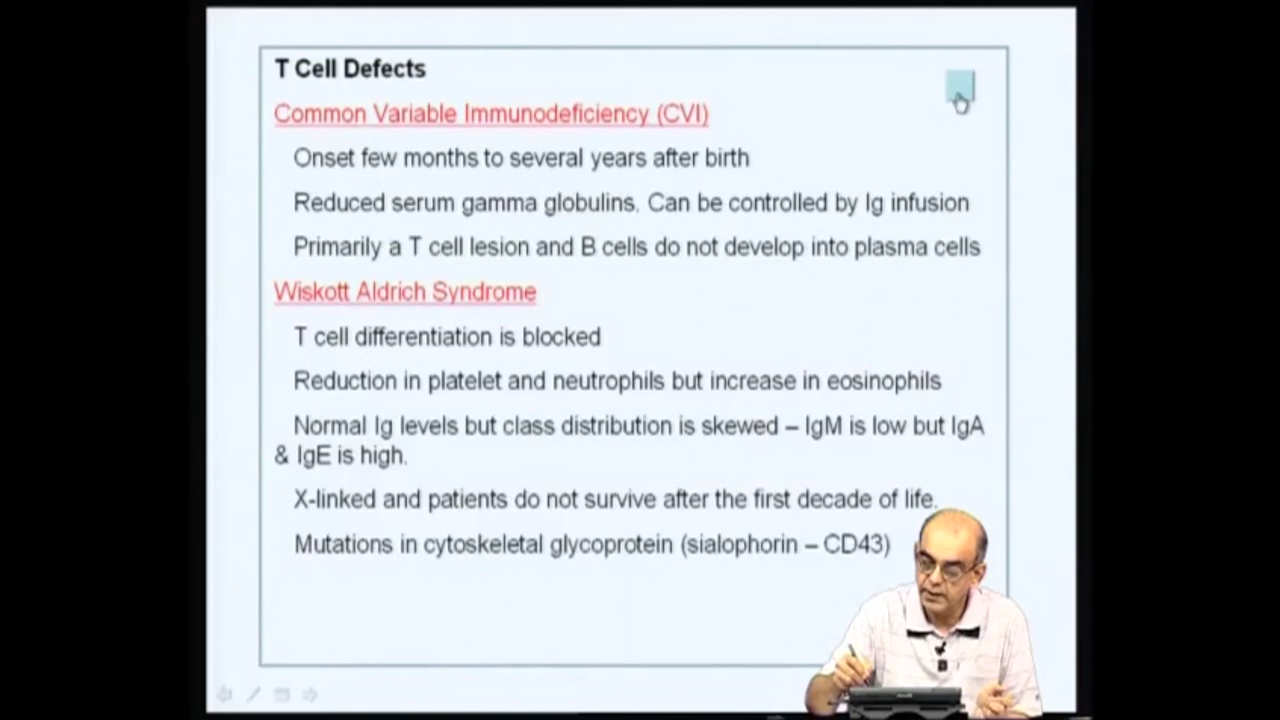 T Cell Defects
Common Variable Immunodeficiency (CVI)
Onset few months to several years after birth
Reduced serum gamma globulins. Can be controlled by Ig infusion
Primarily a T cell lesion and B cells do not develop into plasma cells
Wiskott Aldrich Syndrome
T cell differentiation is blocked
Reduction in platelet and neutrophils but increase in eosinophils
Normal Ig levels but class distribution is skewed – IgM is low but IgA
& IgE is high.
X-linked and patients do not survive after the first decade of life.
Mutations in cytoskeletal glycoprotein (sialophorin – CD43)